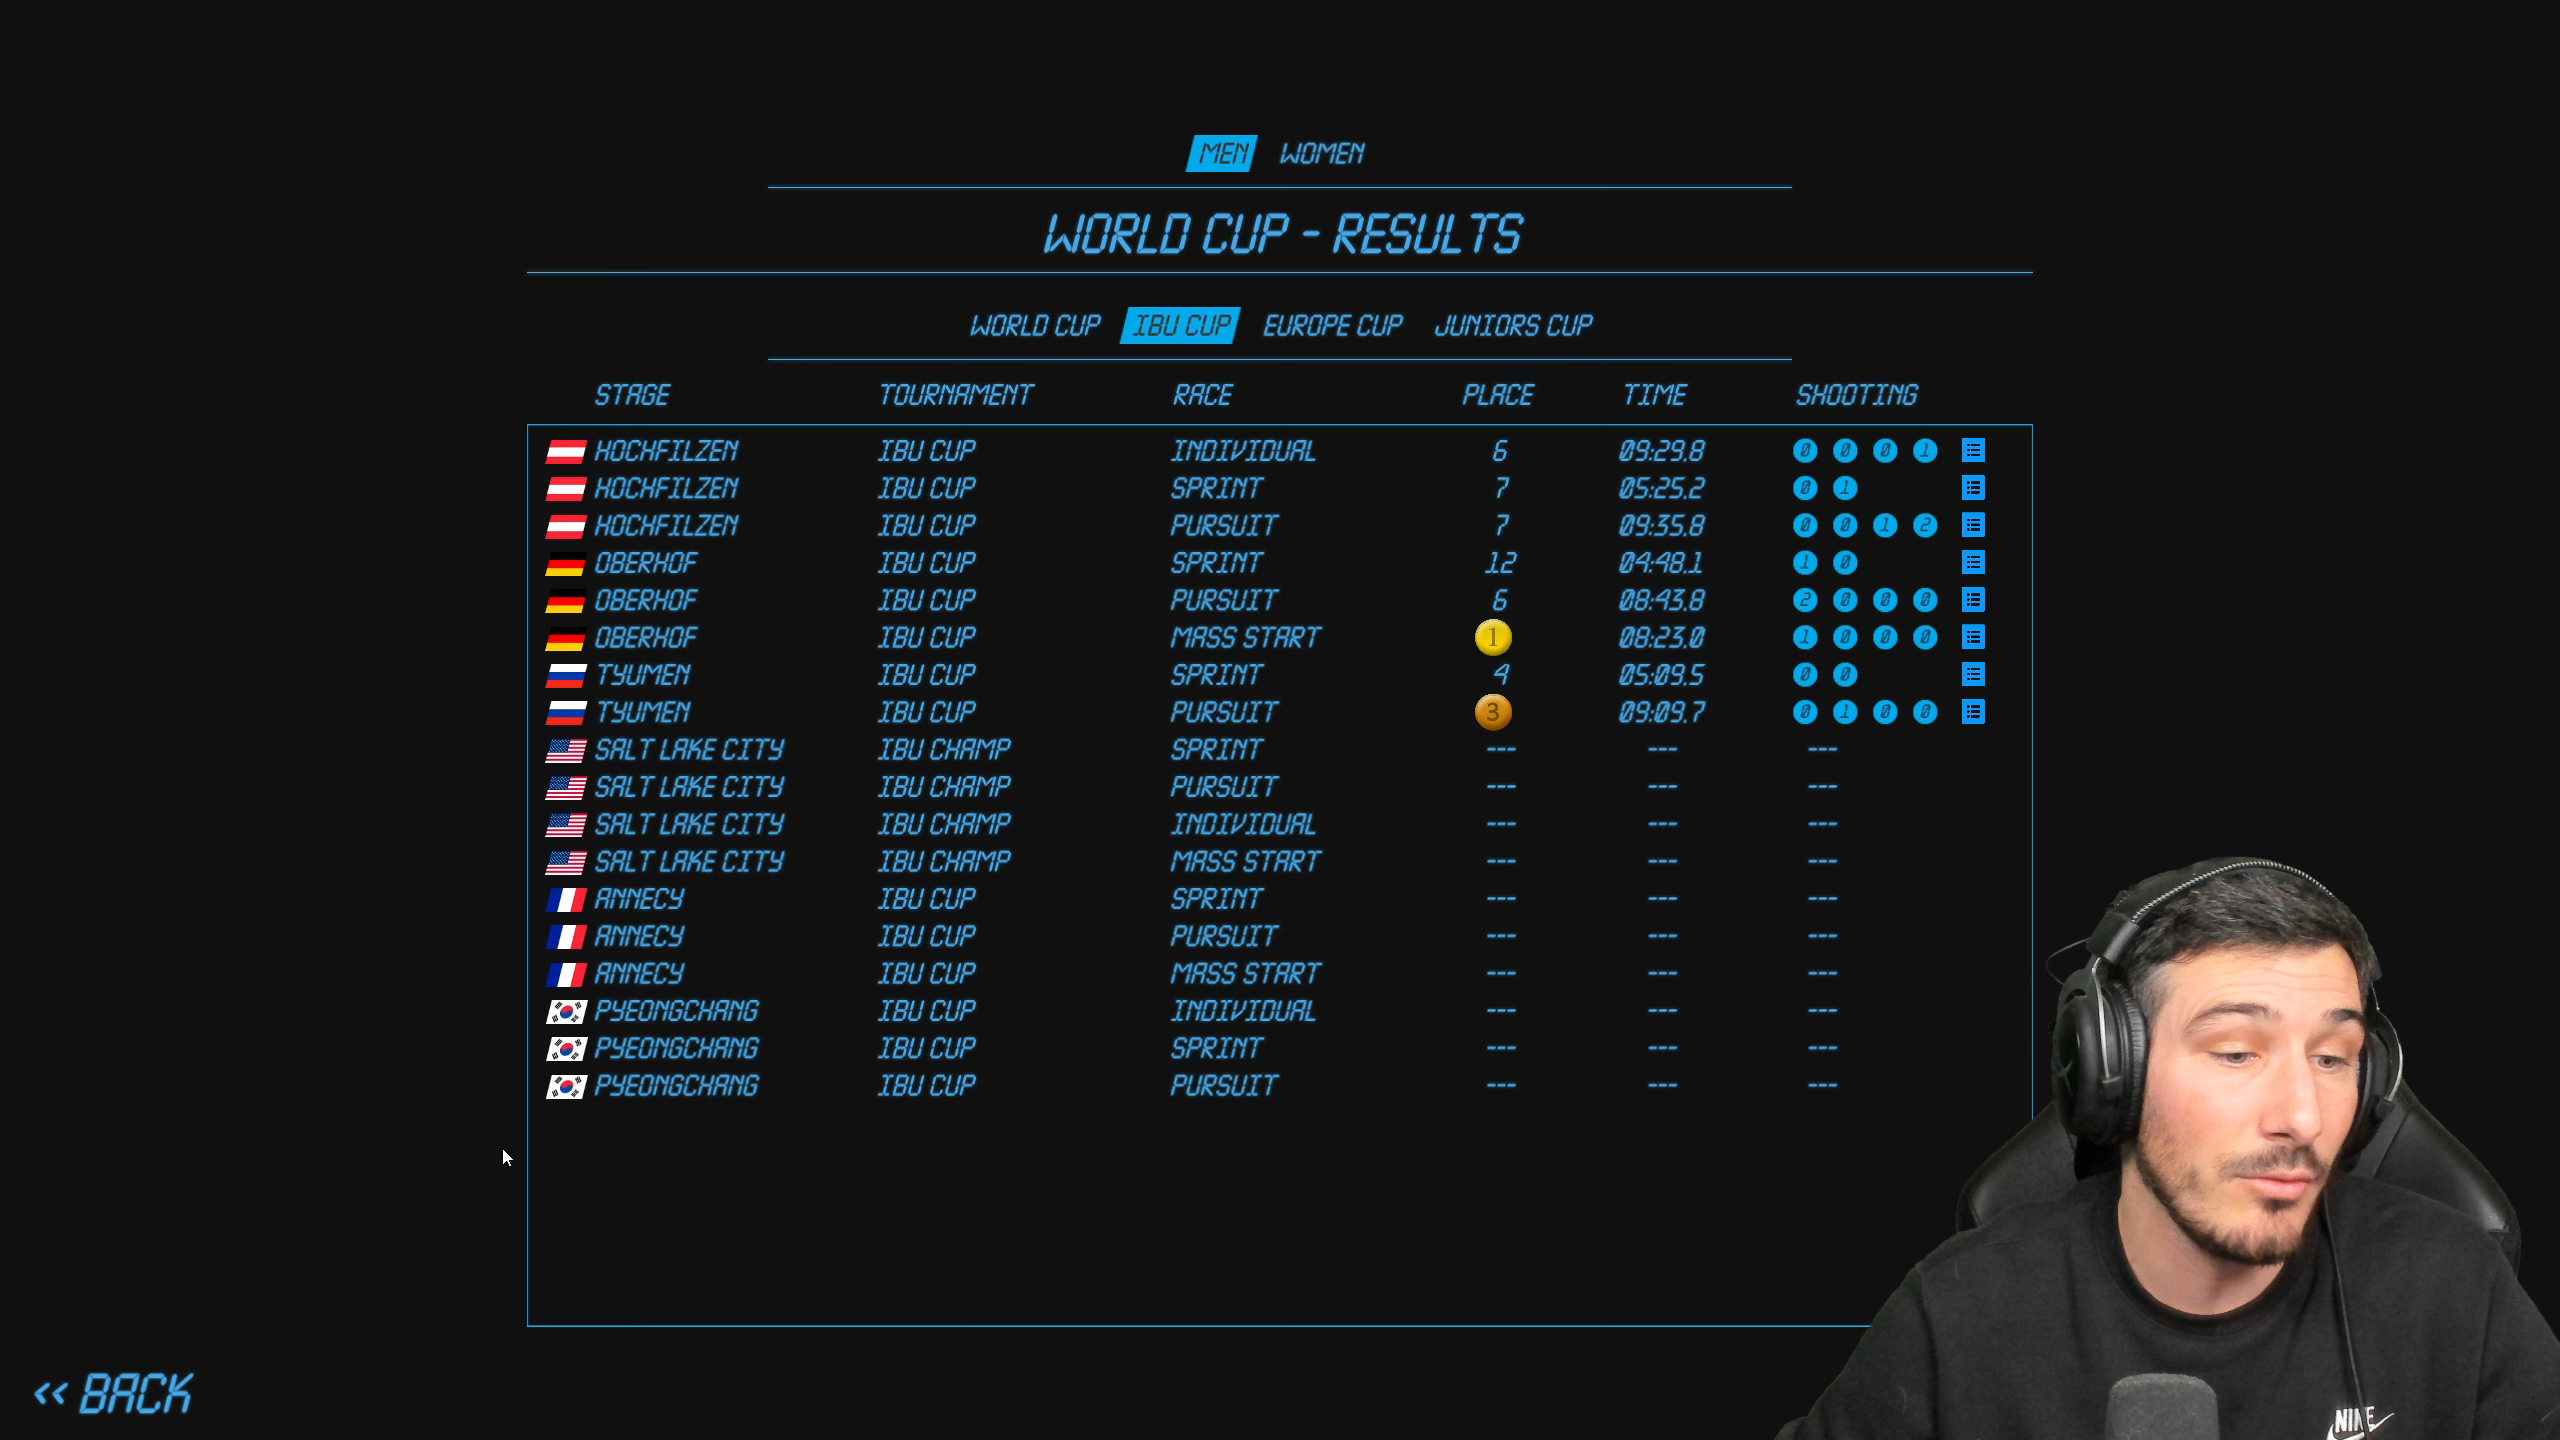 MEN WOMEN
WORLD CUP - RESULTS
WORLD CUP IBU CUP EUROPE CUP JUNIORS CUP
STAGE TOURNAMENT RACE PLACE TIME SHOOTING
HOCHFILZEN IBU CUP INDIVIDUAL 6 09:29.8 0 0 0 1
HOCHFILZEN IBU CUP SPRINT 7 05:25.2 0 1
HOCHFILZEN IBU CUP PURSUIT 7 09:35.8 0 0 1 2
OBERHOF IBU CUP SPRINT 12 04:48.1 1 0
OBERHOF IBU CUP PURSUIT 6 08:43.8 2 0 0 0
OBERHOF IBU CUP MASS START 1 08:23.0 1 0 0 0
TYUMEN IBU CUP SPRINT 4 05:09.5 0 0
TYUMEN IBU CUP PURSUIT 3 09:09.7 0 1 0 0
SALT LAKE CITY IBU CHAMP SPRINT --- --- ---
SALT LAKE CITY IBU CHAMP PURSUIT --- --- ---
SALT LAKE CITY IBU CHAMP INDIVIDUAL --- --- ---
SALT LAKE CITY IBU CHAMP MASS START --- --- ---
ANNECY IBU CUP SPRINT --- --- ---
ANNECY IBU CUP PURSUIT --- --- ---
ANNECY IBU CUP MASS START --- --- ---
PYEONGCHANG IBU CUP INDIVIDUAL --- --- ---
PYEONGCHANG IBU CUP SPRINT --- --- ---
PYEONGCHANG IBU CUP PURSUIT --- --- ---
<< BACK
NIKE